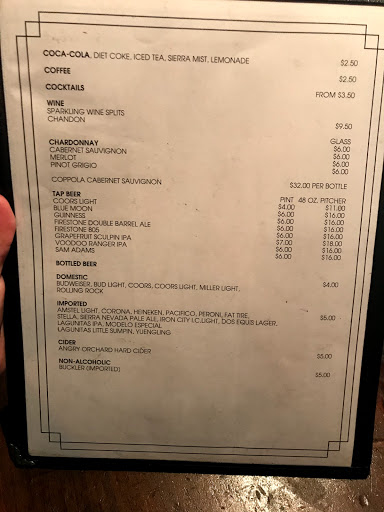 COCA-COLA, DIET COKE, ICED TEA, SIERRA MIST, LEMONADE $2.50
COFFEE $2.50
COCKTAILS FROM $3.50
WINE
SPARKLING WINE SPLITS
CHANDON $9.50
GLASS
CHARDONNAY $6.00
CABERNET SAUVIGNON $6.00
MERLOT $6.00
PINOT GRIGIO $6.00
COPPOLA CABERNET SAUVIGNON $32.00 PER BOTTLE
TAP BEER PINT 48 OZ. PITCHER
COORS LIGHT $4.00 $11.00
BLUE MOON $6.00 $16.00
GUINNESS $6.00 $16.00
FIRESTONE DOUBLE BARREL ALE $6.00 $16.00
FIRESTONE 805 $6.00 $16.00
GRAPEFRUIT SCULPIN IPA $7.00 $18.00
VOODOO RANGER IPA $6.00 $16.00
SAM ADAMS $6.00 $16.00
BOTTLED BEER
DOMESTIC
BUDWEISER, BUD LIGHT, COORS, COORS LIGHT, MILLER LIGHT, $4.00
ROLLING ROCK
IMPORTED
AMSTEL LIGHT, CORONA, HEINEKEN, PACIFICO, PERONI, FAT TIRE, $5.00
STELLA, SIERRA NEVADA PALE ALE, IRON CITY I.C.LIGHT, DOS EQUIS LAGER,
LAGUNITAS IPA, MODELO ESPECIAL
LAGUNITAS LITTLE SUMPIN, YUENGLING
CIDER
ANGRY ORCHARD HARD CIDER $5.00
NON-ALCOHOLIC
BUCKLER (IMPORTED) $5.00